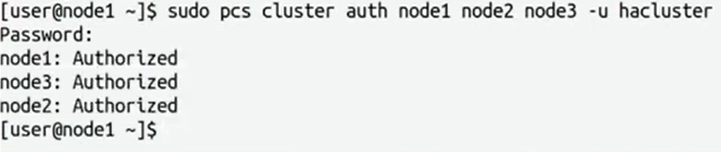 [user@node1 ~]$ sudo pcs cluster auth node1 node2 node3 -u hacluster
Password:
node1: Authorized
node3: Authorized
node2: Authorized
[user@node1 ~]$